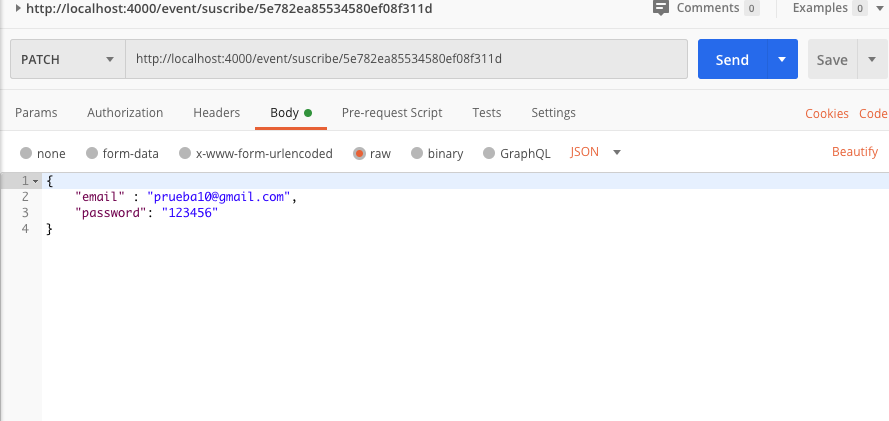 http://localhost:4000/event/suscribe/5e782ea85534580ef08f311d Comments 0 Examples 0
PATCH http://localhost:4000/event/suscribe/5e782ea85534580ef08f311d Send Save
Params Authorization Headers Body Pre-request Script Tests Settings Cookies Code
none form-data x-www-form-urlencoded raw binary GraphQL JSON Beautify
1 {
2 "email" : "prueba10@gmail.com",
3 "password": "123456"
4 }